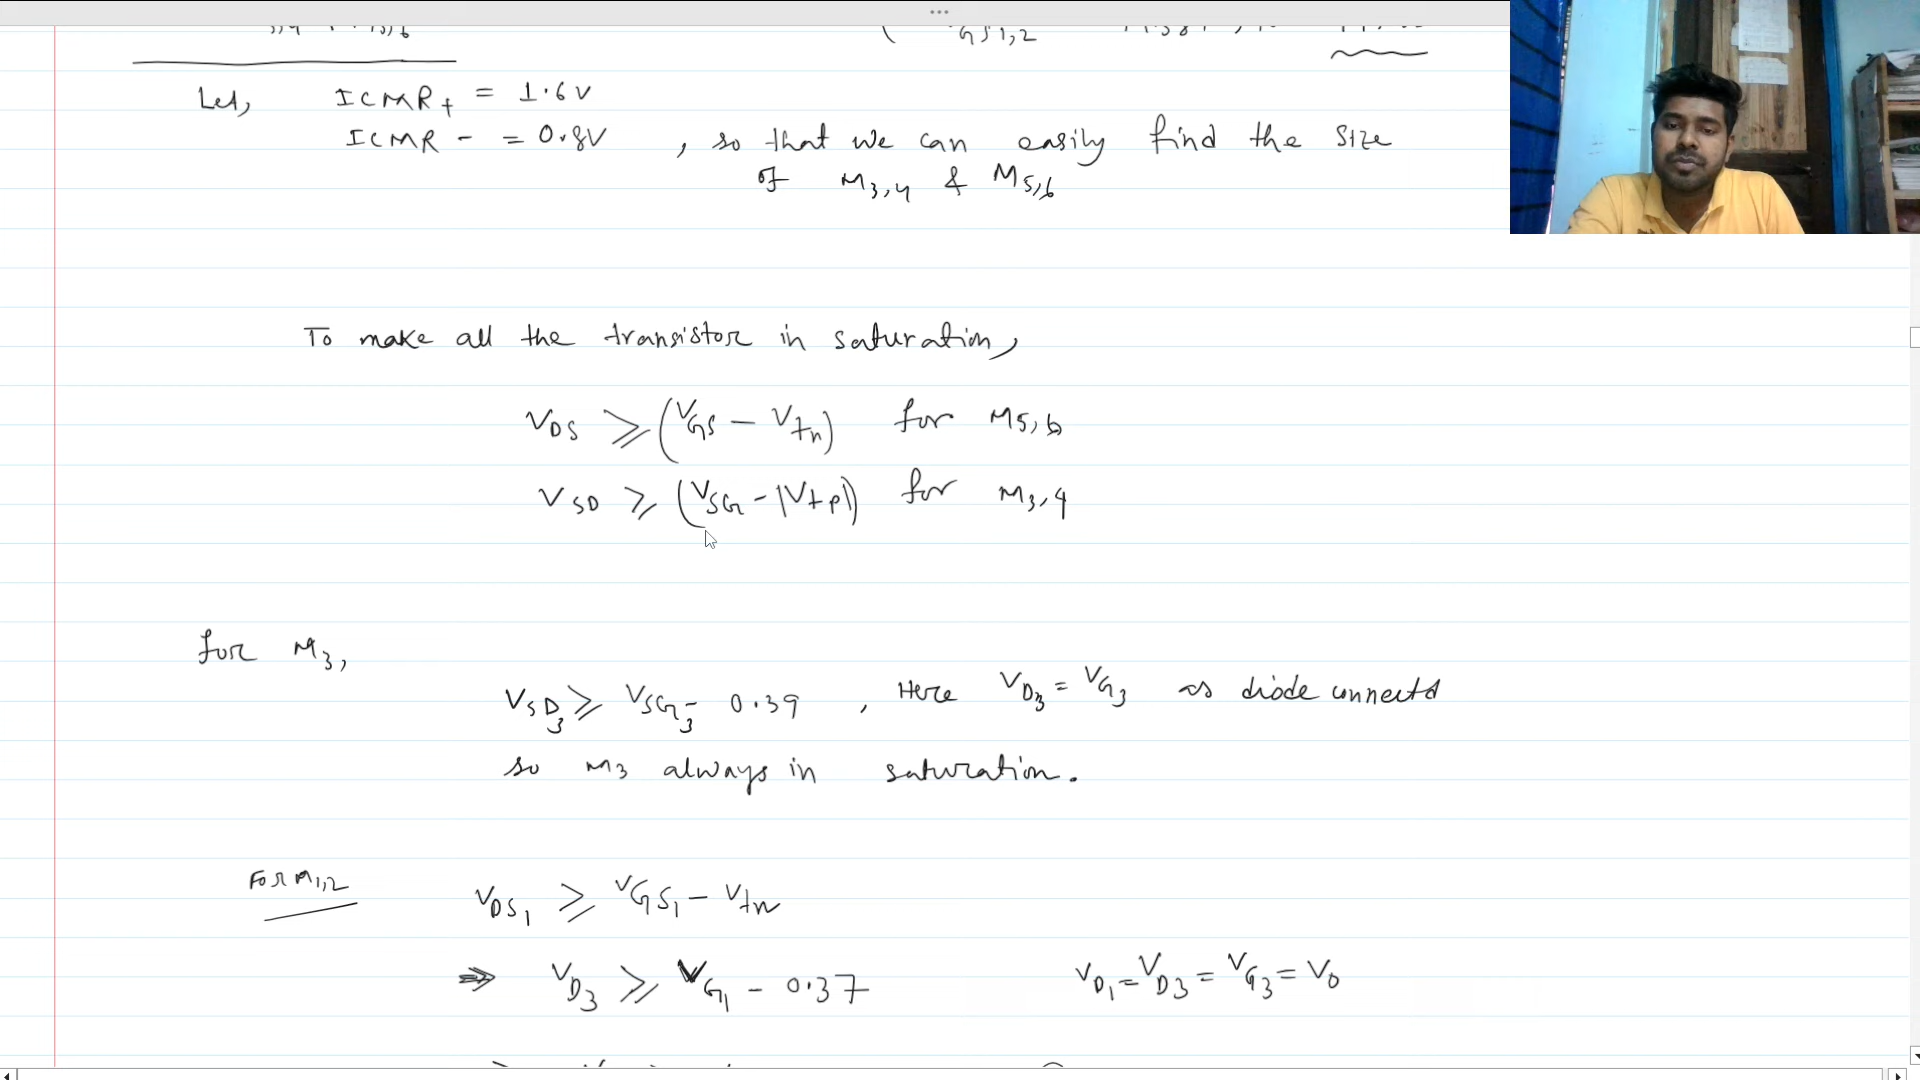 GS1,2
Let, ICMR+ = 1.6V
ICMR - = 0.8V , so that we can easily find the size
of M3,4 & M5,6
To make all the transistor in saturation,
VDS ⩾ (VGS - Vtn) for M5,6
VSD ⩾ (VSG - |Vtp|) for M3,4
for M3,
VSD3 ⩾ VSG3 - 0.39 , Here VD3 = VG3 as diode connected
so M3 always in saturation.
For M1,2 VDS1 ⩾ VGS1 - Vtn
⇒ VD3 ⩾ VG1 - 0.37 VD1 = VD3 = VG3 = V0